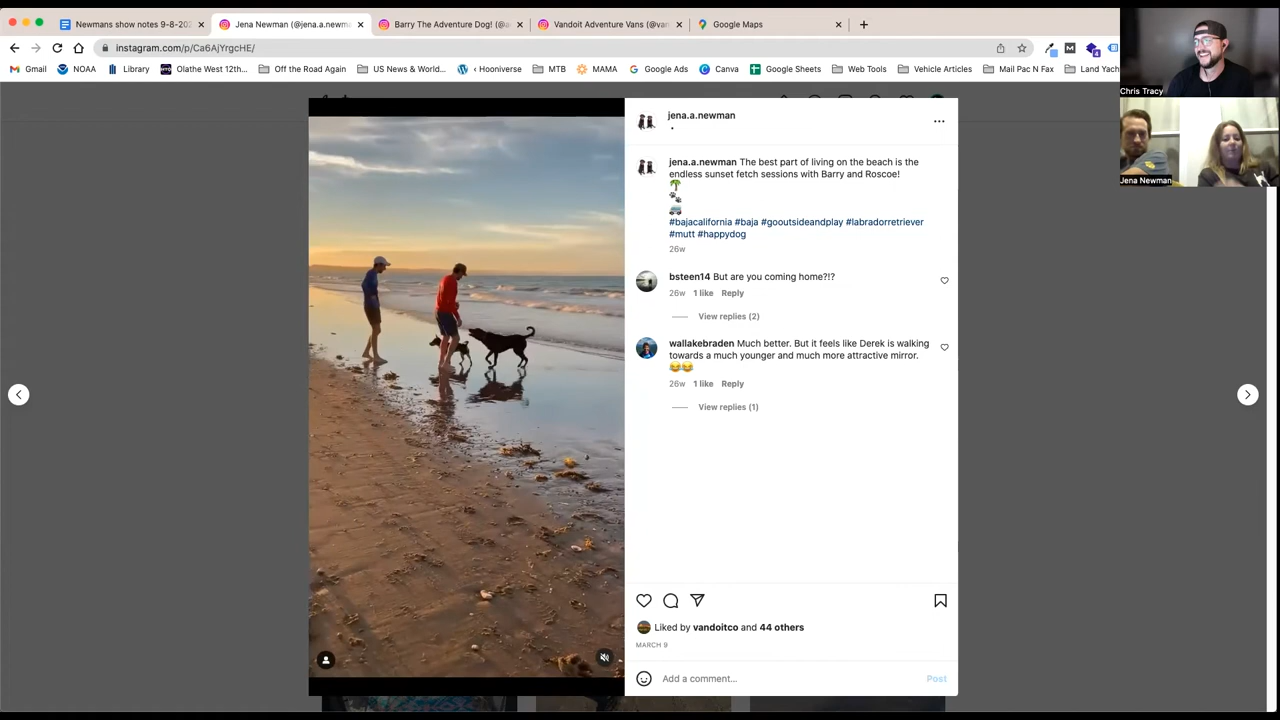 Newmans show notes 9-8-202
Jena Newman (@jena.a.newma
Barry The Adventure Dog! (@a
Vandoit Adventure Vans (@van
Google Maps
instagram.com/p/Ca6AjYrgcHE/
Gmail
NOAA
Library
Olathe West 12th...
Off the Road Again
US News & World...
Hooniverse
MTB
MAMA
Google Ads
Canva
Google Sheets
Web Tools
Vehicle Articles
Mail Pac N Fax
Land Yach
Chris Tracy
Jena Newman
jena.a.newman
jena.a.newman The best part of living on the beach is the
endless sunset fetch sessions with Barry and Roscoe!
🌴
🐾
🚐
#bajacalifornia #baja #gooutsideandplay #labradorretriever
#mutt #happydog
26w
bsteen14 But are you coming home?!?
26w 1 like Reply
View replies (2)
wallakebraden Much better. But it feels like Derek is walking
towards a much younger and much more attractive mirror.
😂😂
26w 1 like Reply
View replies (1)
Liked by vandoitco and 44 others
MARCH 9
Add a comment...
Post